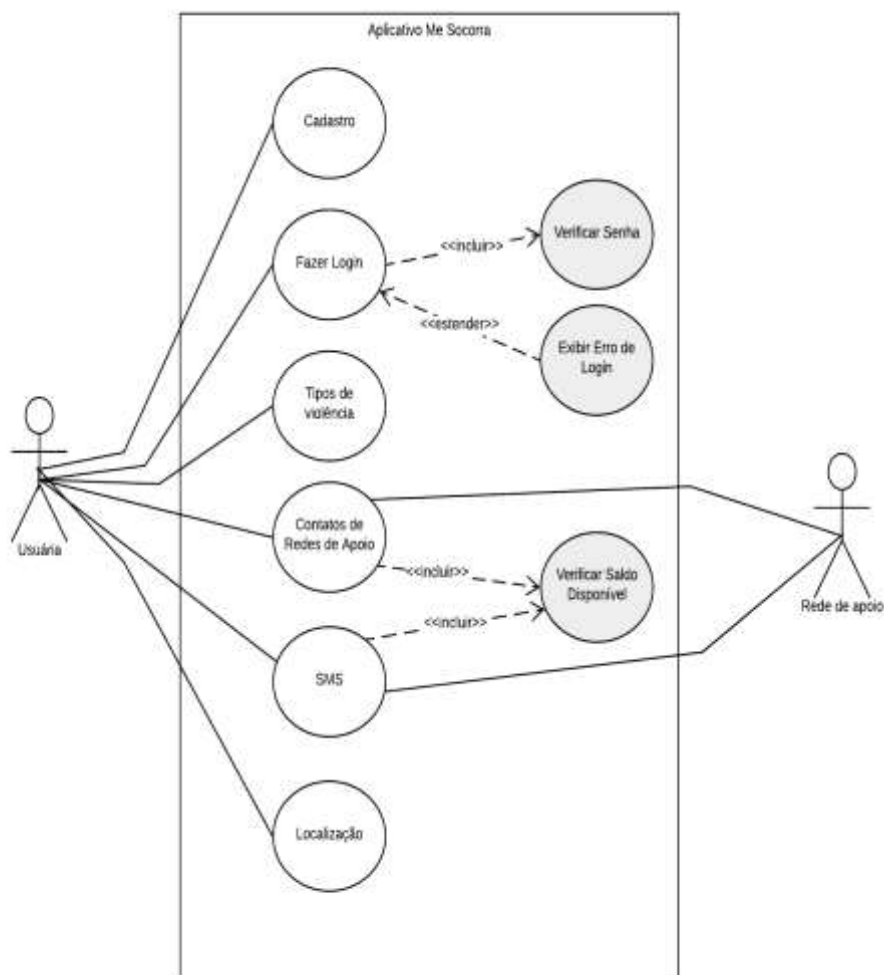 Aplicativo Me Socorra
Cadastro
Verificar Senha
<<incluir>>
Fazer Login
<<estender>>
Exibir Erro de
Login
Tipos de
violência
Contatos de
Redes de Apoio
Usuária
<<incluir>>
Verificar Saldo
Disponível
Rede de apoio
<<incluir>>
SMS
Localização